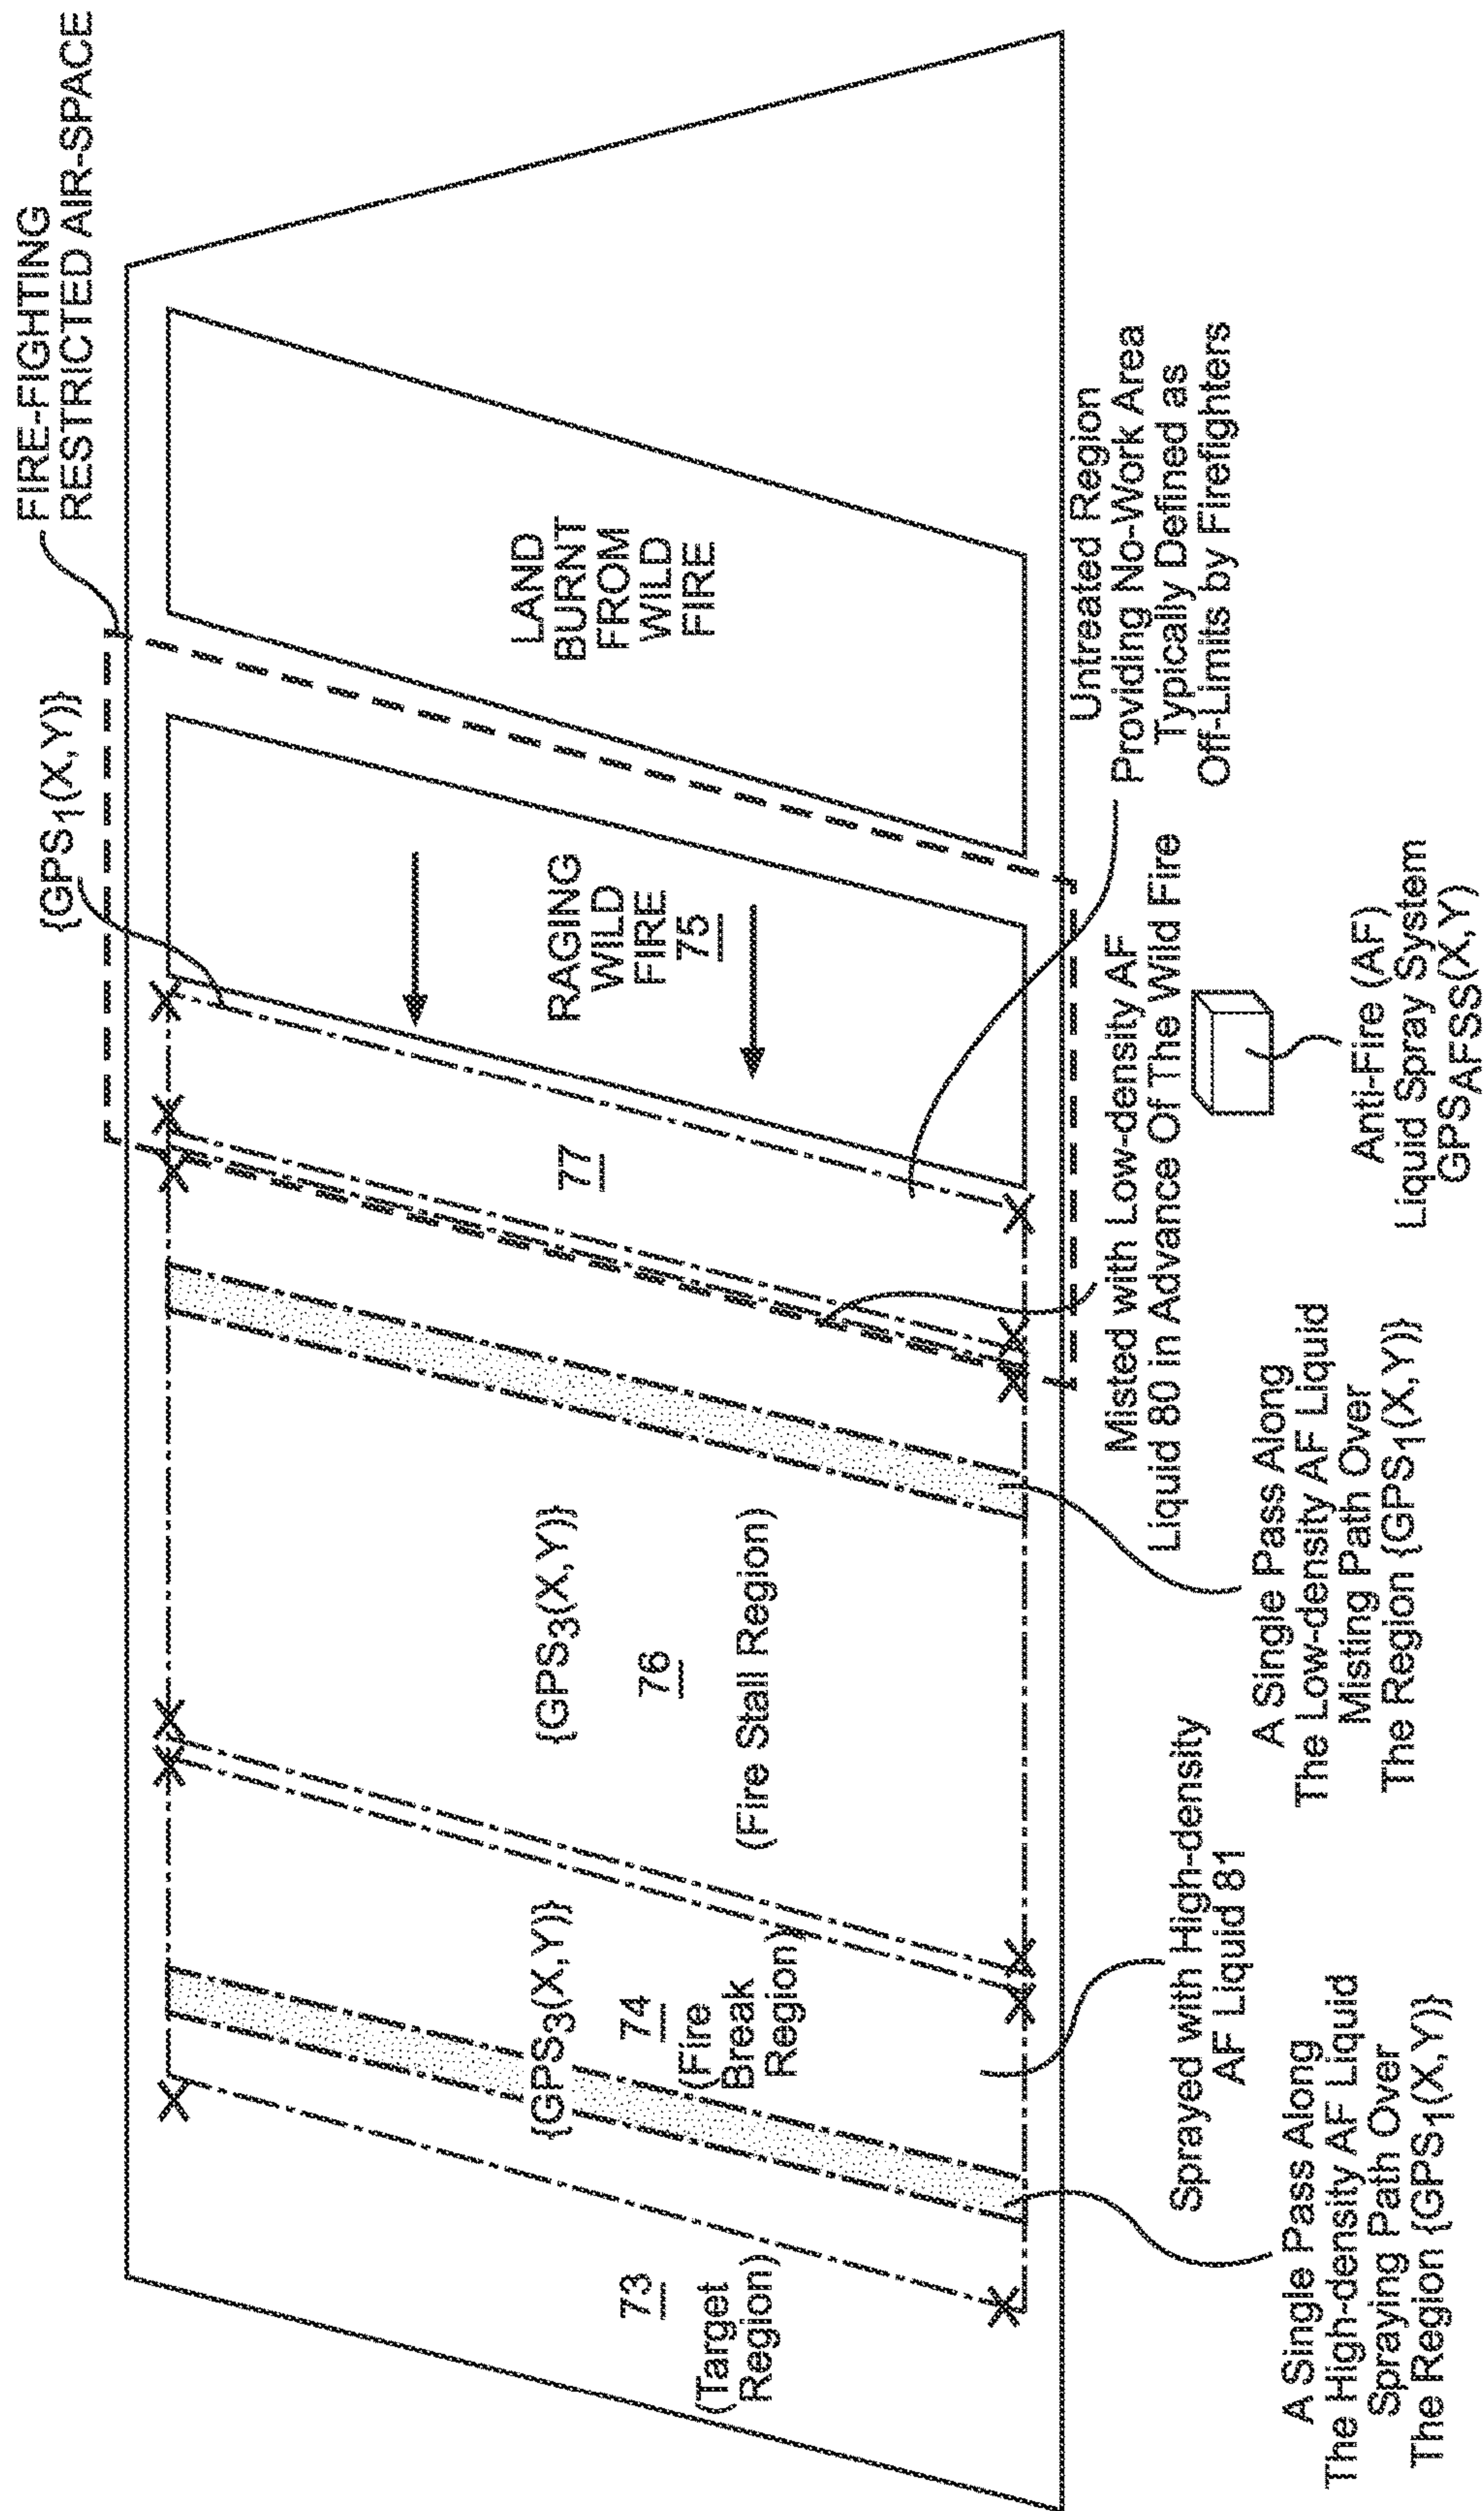 FIRE-FIGHTING
RESTRICTED AIR-SPACE
{GPS1(X,Y)}
LAND
BURNT
FROM
WILD
FIRE
RAGING
WILD
FIRE
75
77
{GPS3(X,Y)}
76
(Fire Stall Region)
{GPS3(X,Y)}
74
(Fire
Break
Region)
73
(Target
Region)
Untreated Region
Providing No-Work Area
Typically Defined as
Off-Limits by Firefighters
Misted with Low-density AF
Liquid 80 in Advance Of The Wild Fire
Anti-Fire (AF)
Liquid Spray System
GPSAFSS(X,Y)
A Single Pass Along
The Low-density AF Liquid
Misting Path Over
The Region {GPS1(X,Y)}
Sprayed with High-density
AF Liquid 81
A Single Pass Along
The High-density AF Liquid
Spraying Path Over
The Region {GPS1(X,Y)}